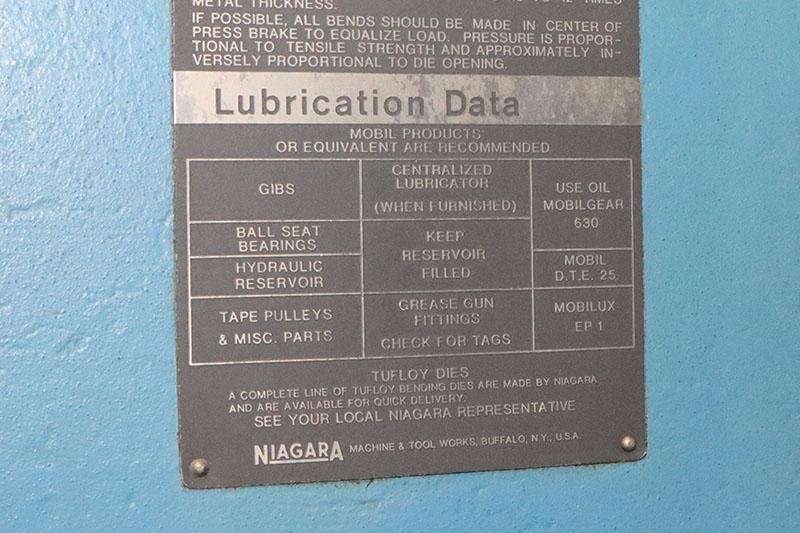 METAL THICKNESS.
IF POSSIBLE, ALL BENDS SHOULD BE MADE IN CENTER OF
PRESS BRAKE TO EQUALIZE LOAD. PRESSURE IS PROPOR-
TIONAL TO TENSILE STRENGTH AND APPROXIMATELY IN-
VERSELY PROPORTIONAL TO DIE OPENING.
Lubrication Data
MOBIL PRODUCTS
OR EQUIVALENT ARE RECOMMENDED
GIBS
CENTRALIZED
LUBRICATOR
(WHEN FURNISHED)
USE OIL
MOBILGEAR
630
BALL SEAT
BEARINGS
KEEP
RESERVOIR
FILLED
HYDRAULIC
RESERVOIR
MOBIL
D.T.E. 25
TAPE PULLEYS
& MISC. PARTS
GREASE GUN
FITTINGS
CHECK FOR TAGS
MOBILUX
EP 1
TUFLOY DIES
A COMPLETE LINE OF TUFLOY BENDING DIES ARE MADE BY NIAGARA
AND ARE AVAILABLE FOR QUICK DELIVERY.
SEE YOUR LOCAL NIAGARA REPRESENTATIVE
NIAGARA MACHINE & TOOL WORKS, BUFFALO, N.Y., U.S.A.